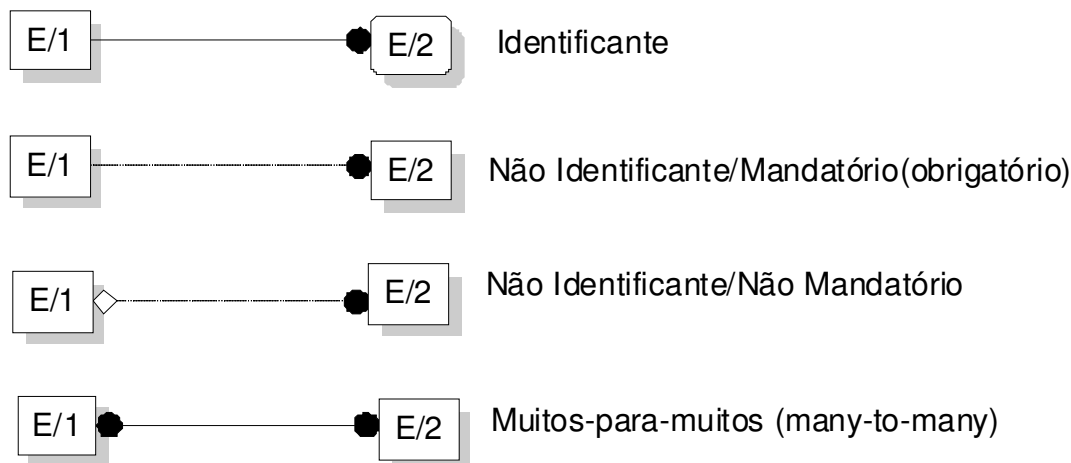 E/1 E/2 Identificante
E/1 E/2 Não Identificante/Mandatório(obrigatório)
E/1 E/2 Não Identificante/Não Mandatório
E/1 E/2 Muitos-para-muitos (many-to-many)